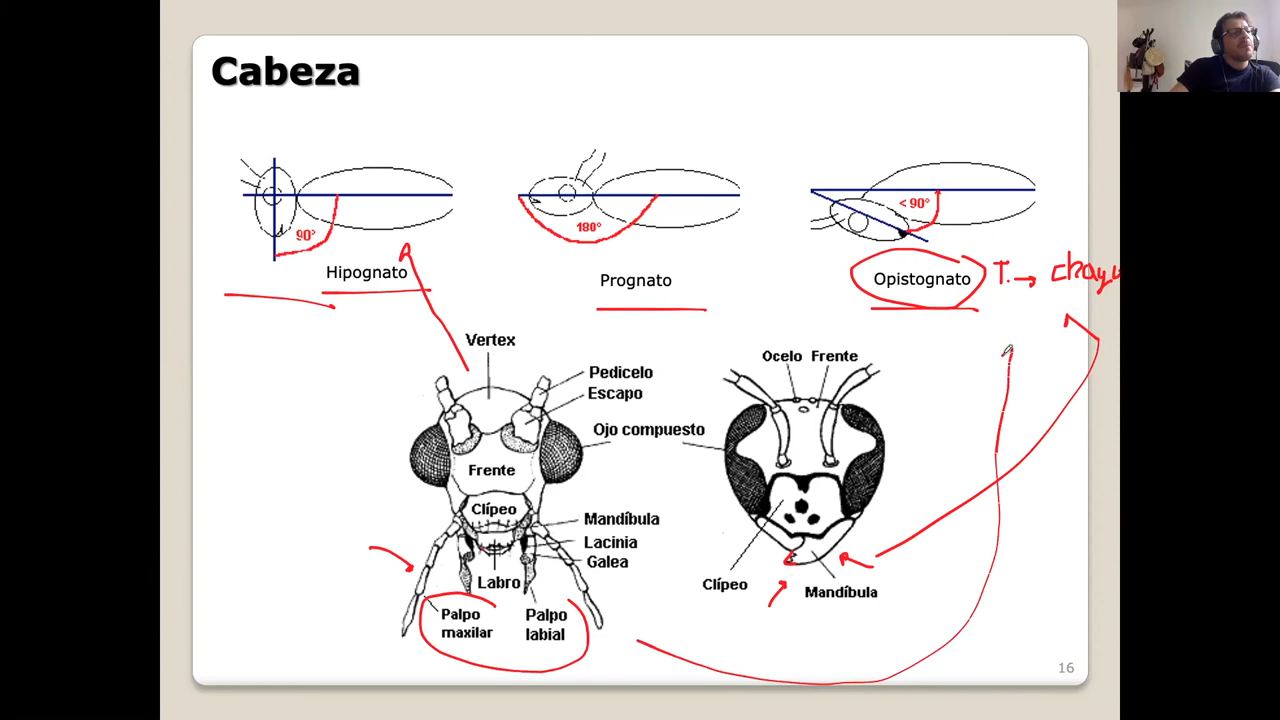 Cabeza
90°
180°
< 90°
Hipognato
Prognato
Opistognato
T. →
Vertex
Pedicelo
Escapo
Ojo compuesto
Frente
Clípeo
Mandíbula
Lacinia
Galea
Labro
Palpo
maxilar
Palpo
labial
Ocelo Frente
Clípeo
Mandíbula
16